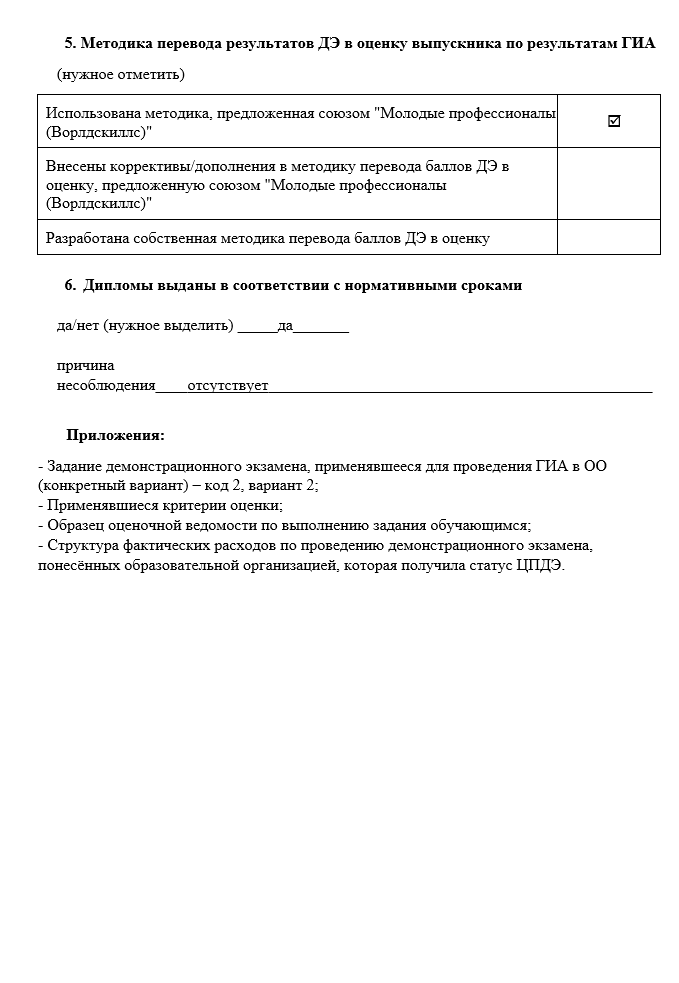 5. Методика перевода результатов ДЭ в оценку выпускника по результатам ГИА
(нужное отметить)
Использована методика, предложенная союзом "Молодые профессионалы
(Ворлдскиллс)"
☑
Внесены коррективы/дополнения в методику перевода баллов ДЭ в
оценку, предложенную союзом "Молодые профессионалы
(Ворлдскиллс)"
Разработана собственная методика перевода баллов ДЭ в оценку
6. Дипломы выданы в соответствии с нормативными сроками
да/нет (нужное выделить) _____да_______
причина
несоблюдения____отсутствует________________________________________________
Приложения:
- Задание демонстрационного экзамена, применявшееся для проведения ГИА в ОО
(конкретный вариант) – код 2, вариант 2;
- Применявшиеся критерии оценки;
- Образец оценочной ведомости по выполнению задания обучающимся;
- Структура фактических расходов по проведению демонстрационного экзамена,
понесённых образовательной организацией, которая получила статус ЦПДЭ.